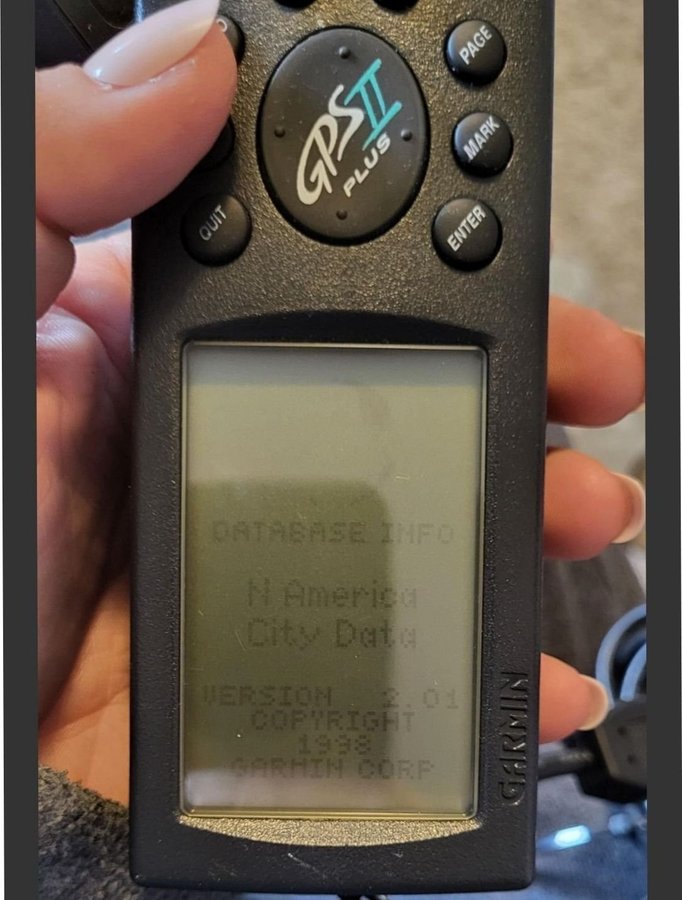 PAGE
GPS II
PLUS
MARK
QUIT
ENTER
DATABASE INFO
N America
City Data
VERSION 2.01
COPYRIGHT
1998
GARMIN CORP
GARMIN